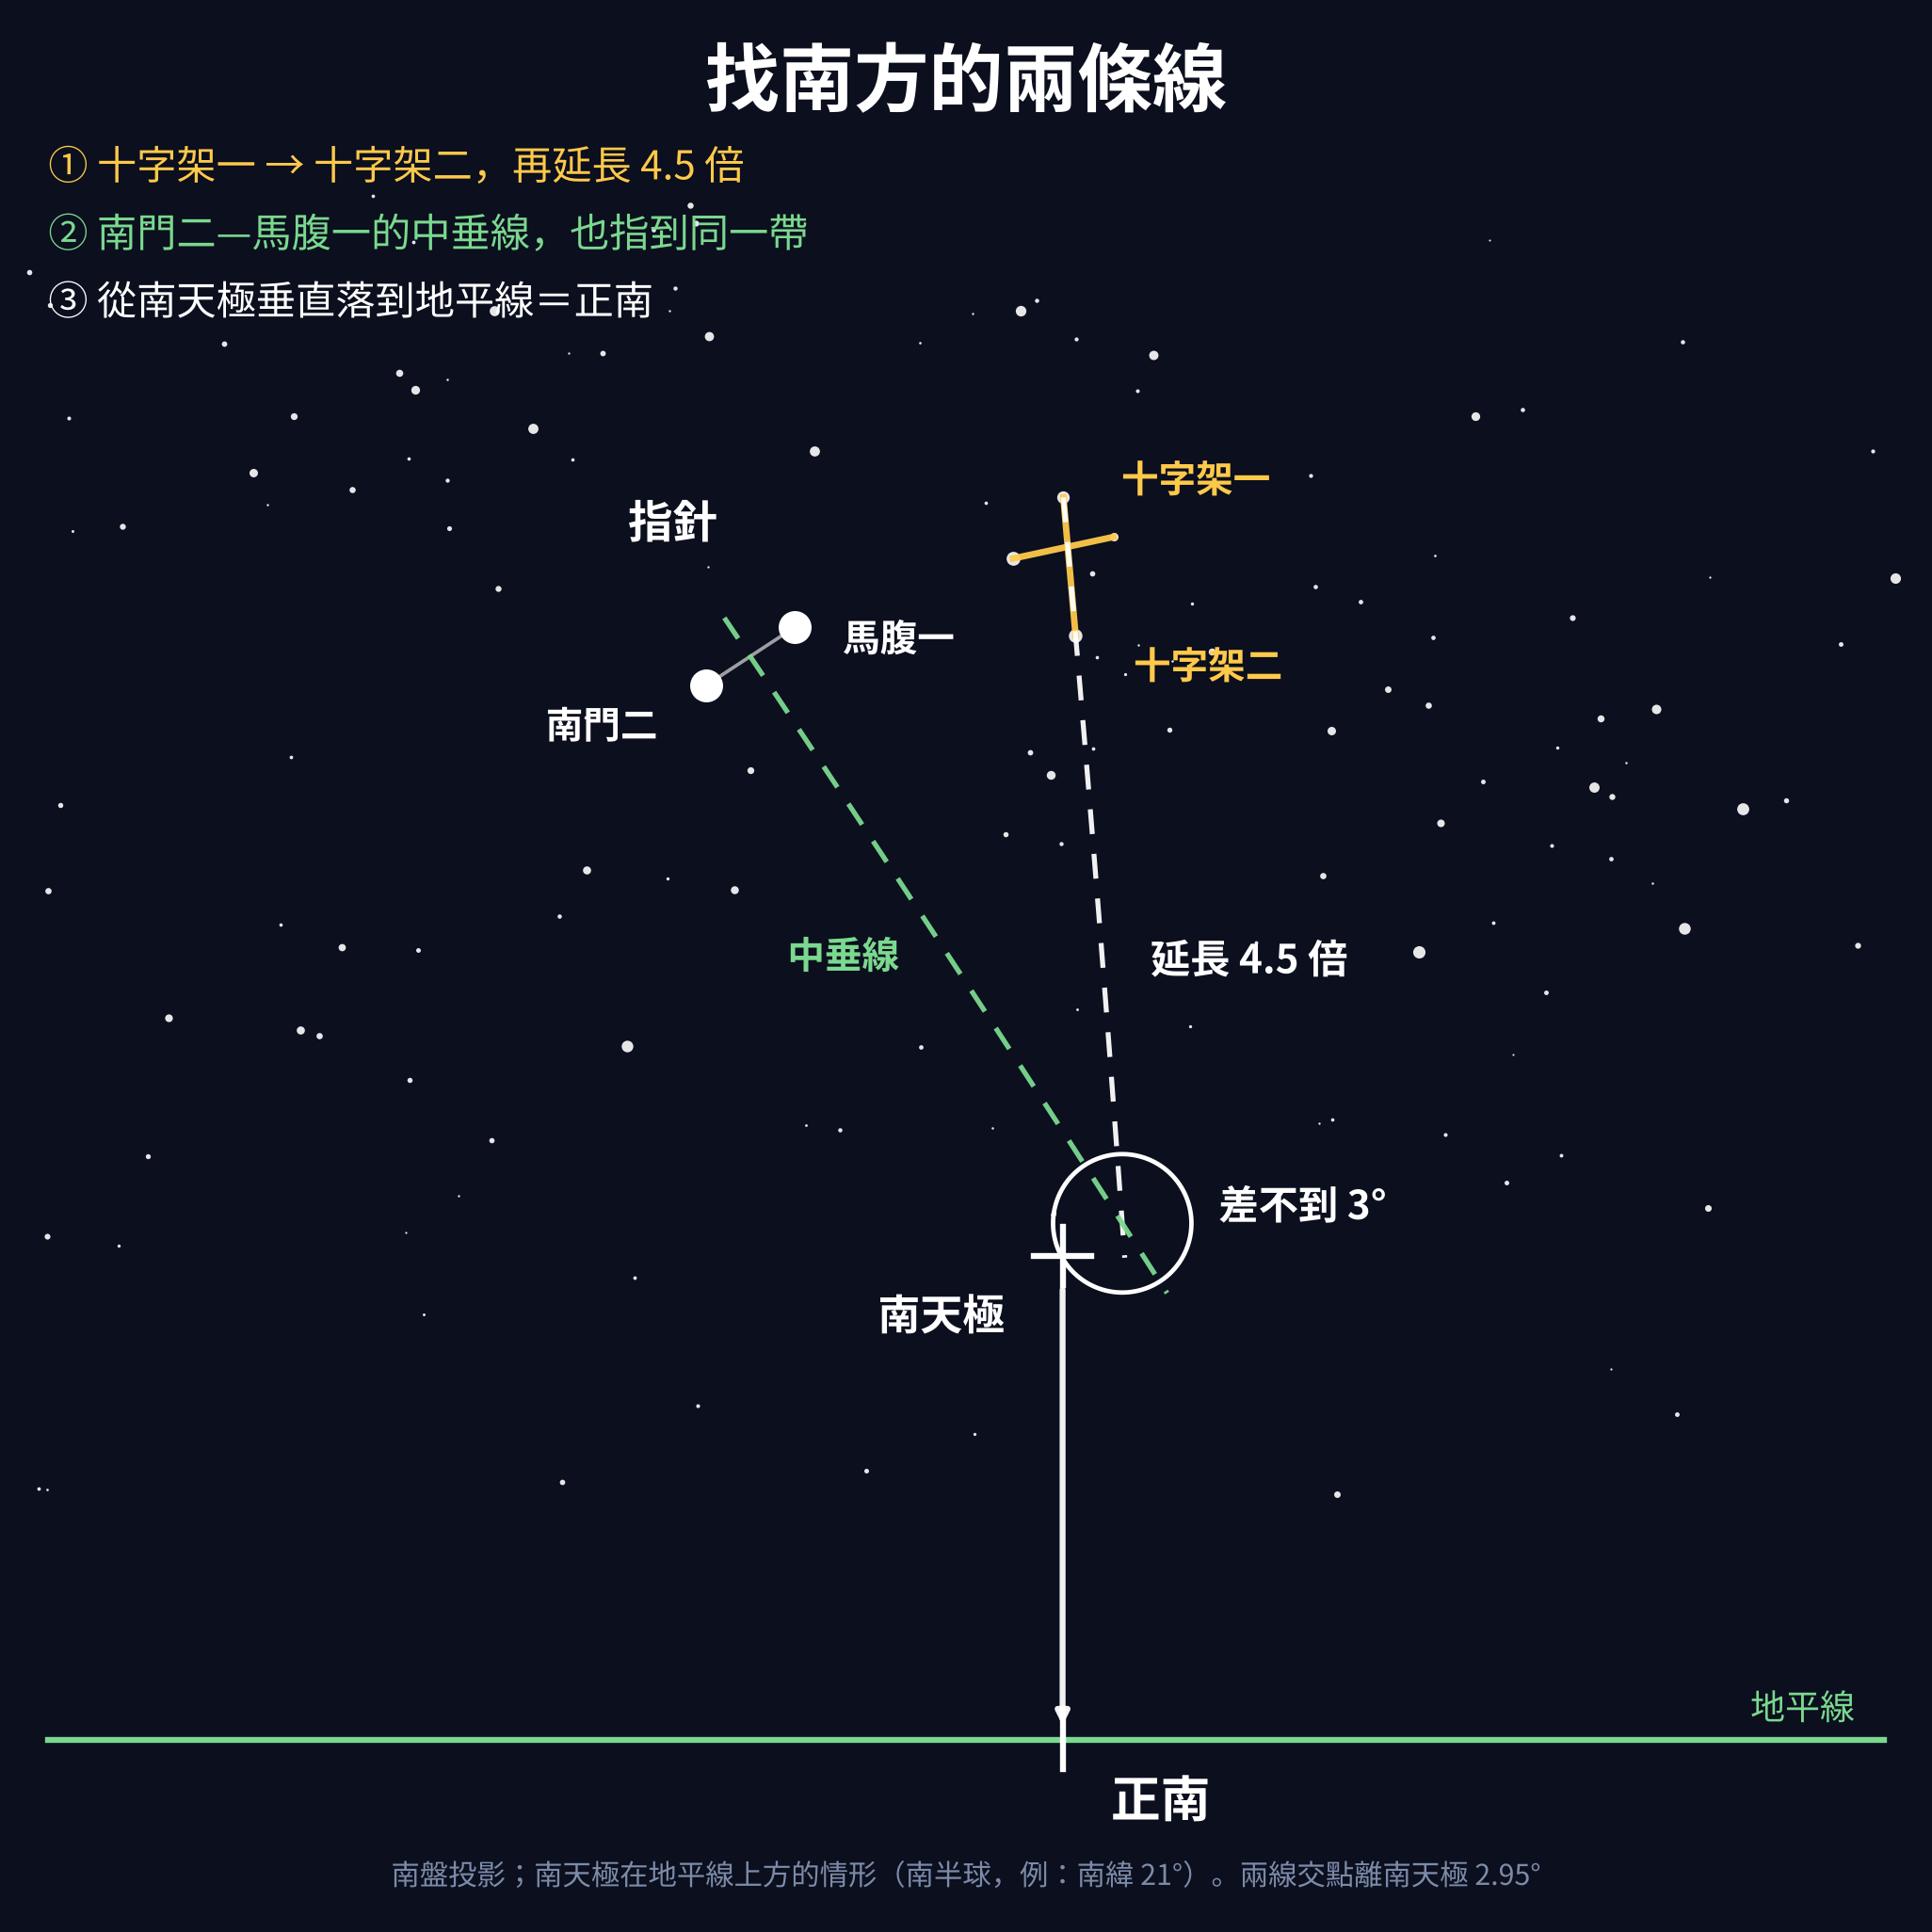 找南方的兩條線
① 十字架一 → 十字架二，再延長 4.5 倍
② 南門二—馬腹一的中垂線，也指到同一帶
③ 從南天極垂直落到地平線＝正南
十字架一
指針
馬腹一
十字架二
南門二
中垂線
延長 4.5 倍
差不到 3°
南天極
地平線
正南
南盤投影；南天極在地平線上方的情形（南半球，例：南緯 21°）。兩線交點離南天極 2.95°